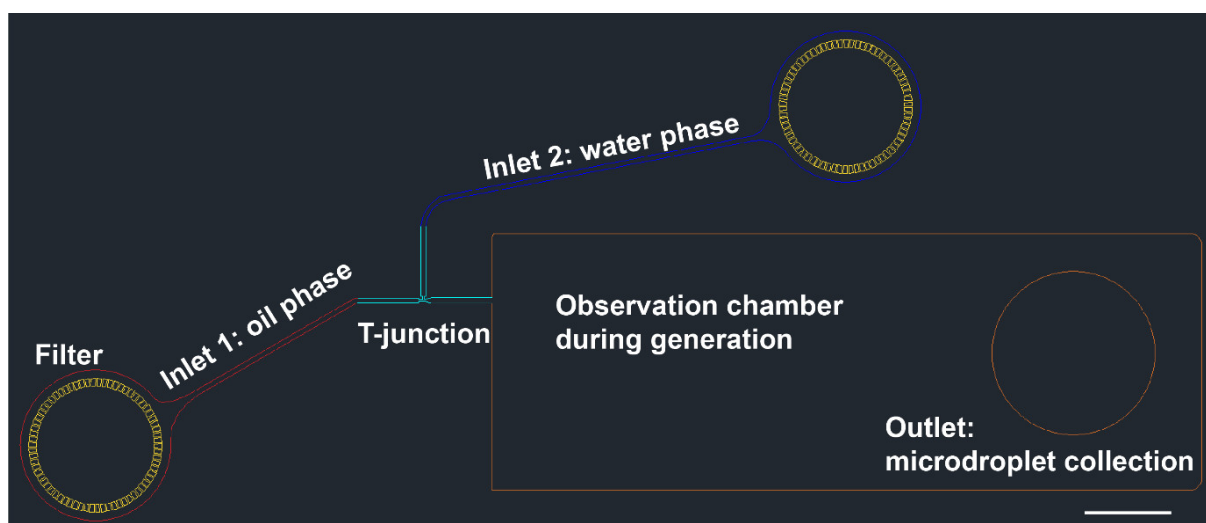 Inlet 2: water phase
Inlet 1: oil phase
Filter
T-junction
Observation chamber
during generation
Outlet:
microdroplet collection